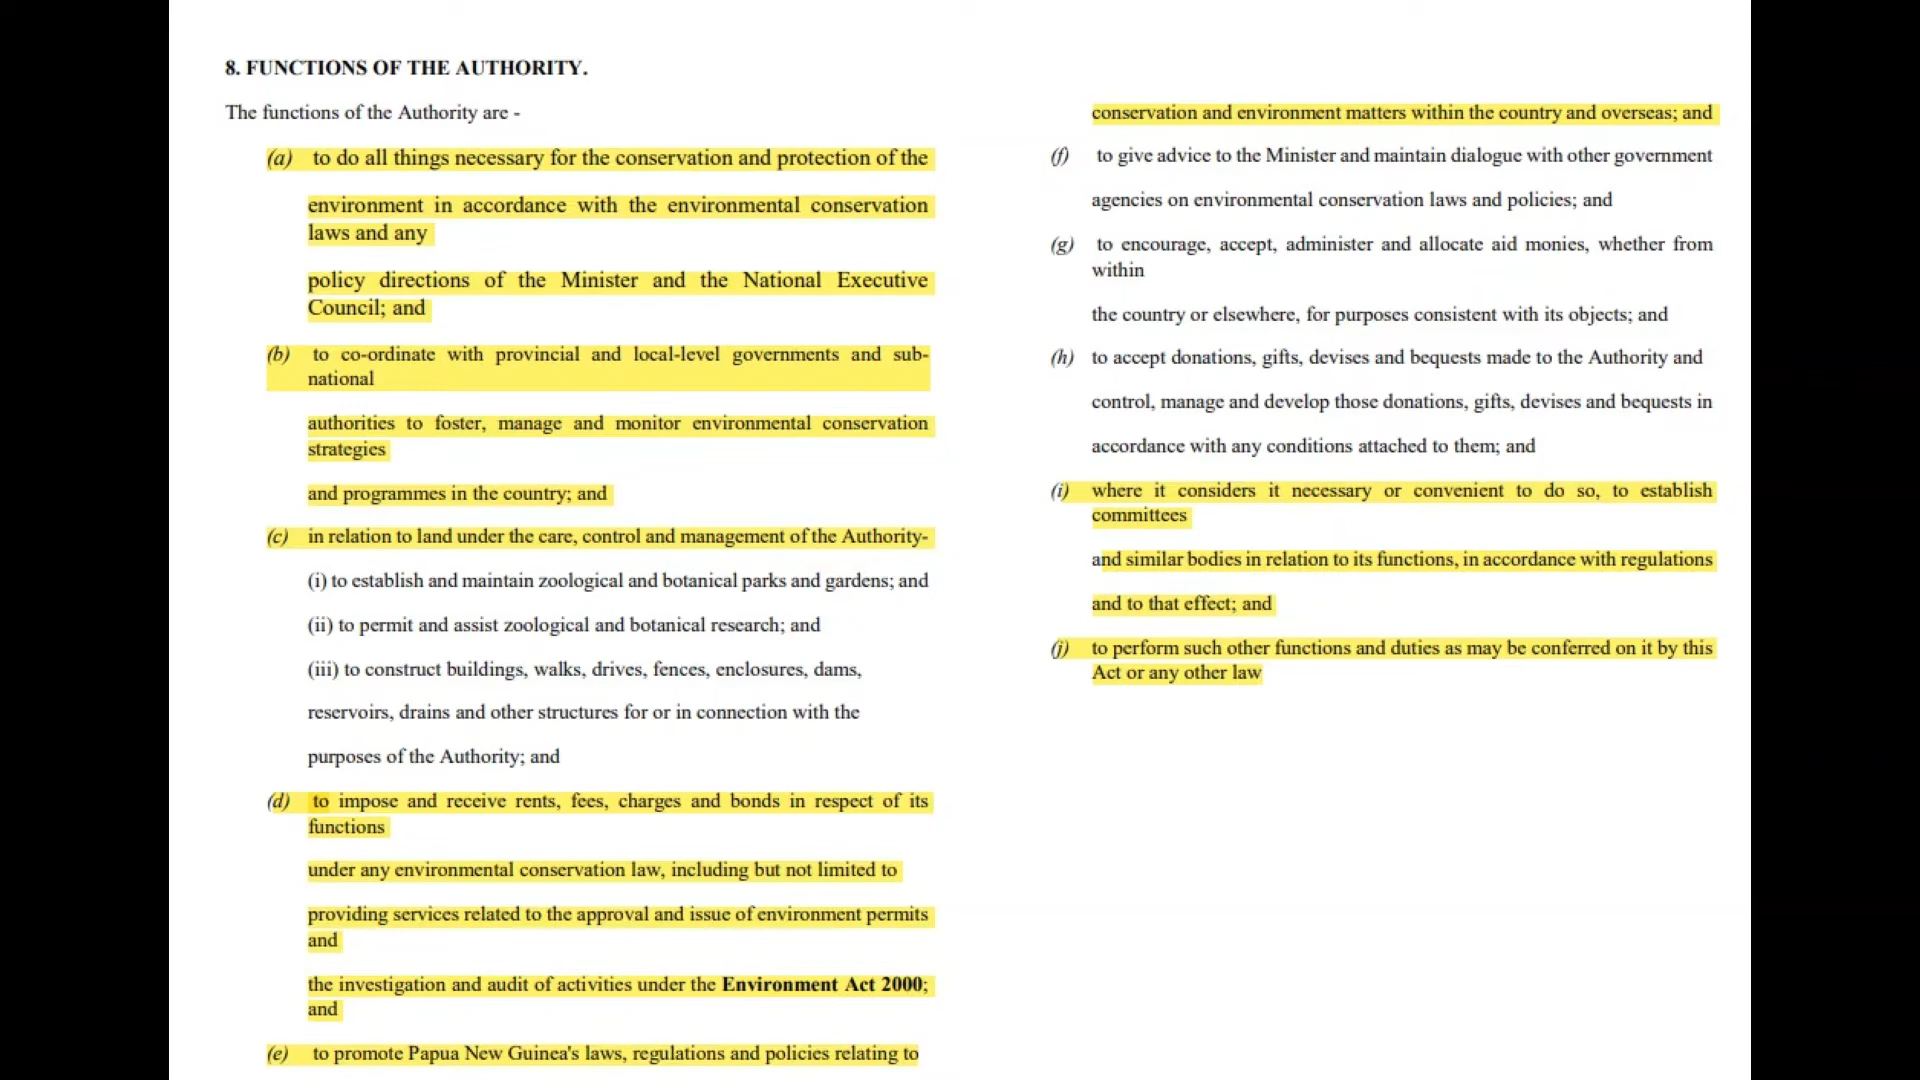 8. FUNCTIONS OF THE AUTHORITY.
The functions of the Authority are -
(a) to do all things necessary for the conservation and protection of the
environment in accordance with the environmental conservation
laws and any
policy directions of the Minister and the National Executive
Council; and
(b) to co-ordinate with provincial and local-level governments and sub-
national
authorities to foster, manage and monitor environmental conservation
strategies
and programmes in the country; and
(c) in relation to land under the care, control and management of the Authority-
(i) to establish and maintain zoological and botanical parks and gardens; and
(ii) to permit and assist zoological and botanical research; and
(iii) to construct buildings, walks, drives, fences, enclosures, dams,
reservoirs, drains and other structures for or in connection with the
purposes of the Authority; and
(d) to impose and receive rents, fees, charges and bonds in respect of its
functions
under any environmental conservation law, including but not limited to
providing services related to the approval and issue of environment permits
and
the investigation and audit of activities under the Environment Act 2000;
and
(e) to promote Papua New Guinea's laws, regulations and policies relating to
conservation and environment matters within the country and overseas; and
(f) to give advice to the Minister and maintain dialogue with other government
agencies on environmental conservation laws and policies; and
(g) to encourage, accept, administer and allocate aid monies, whether from
within
the country or elsewhere, for purposes consistent with its objects; and
(h) to accept donations, gifts, devises and bequests made to the Authority and
control, manage and develop those donations, gifts, devises and bequests in
accordance with any conditions attached to them; and
(i) where it considers it necessary or convenient to do so, to establish
committees
and similar bodies in relation to its functions, in accordance with regulations
and to that effect; and
(j) to perform such other functions and duties as may be conferred on it by this
Act or any other law